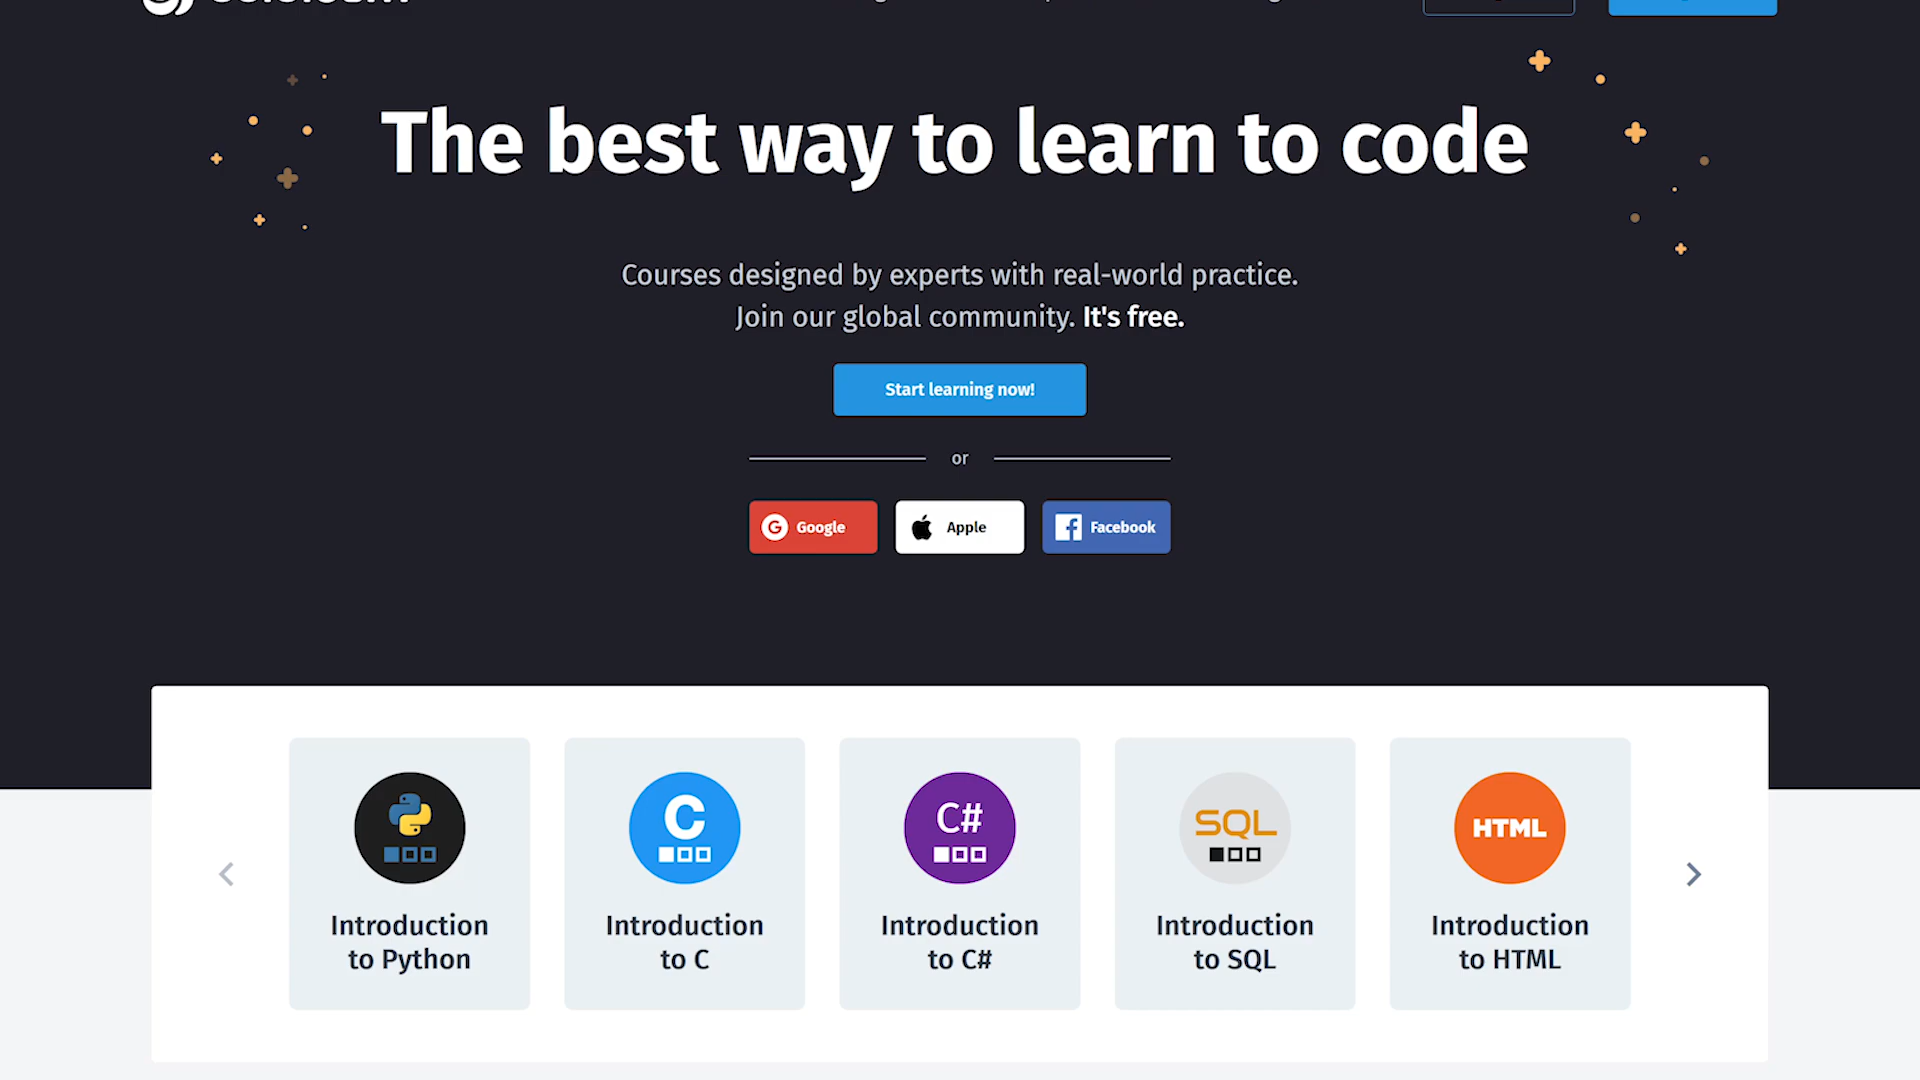 The best way to learn to code
Courses designed by experts with real-world practice.
Join our global community. It's free.
Start learning now!
or
G Google
Apple
f Facebook
C
C#
SQL
HTML
Introduction
to Python
Introduction
to C
Introduction
to C#
Introduction
to SQL
Introduction
to HTML